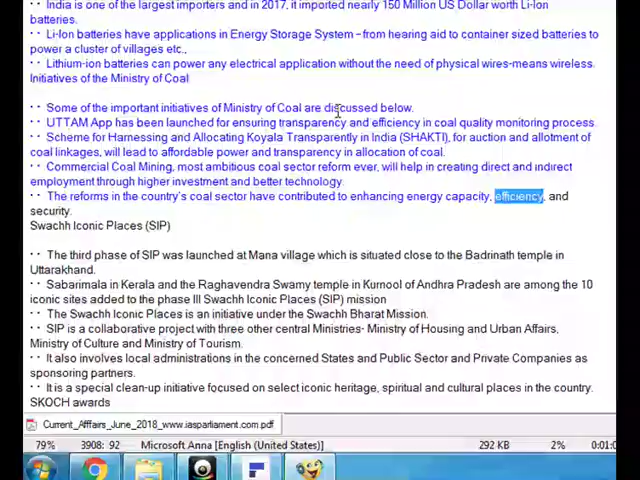 ·· India is one of the largest importers and in 2017, it imported nearly 150 Million US Dollar worth Li-Ion
batteries.
·· Li-Ion batteries have applications in Energy Storage System –from hearing aid to container sized batteries to
power a cluster of villages etc.,
·· Lithium-ion batteries can power any electrical application without the need of physical wires-means wireless.
Initiatives of the Ministry of Coal
·· Some of the important initiatives of Ministry of Coal are discussed below.
·· UTTAM App has been launched for ensuring transparency and efficiency in coal quality monitoring process.
·· Scheme for Harnessing and Allocating Koyala Transparently in India (SHAKTI), for auction and allotment of
coal linkages, will lead to affordable power and transparency in allocation of coal.
·· Commercial Coal Mining, most ambitious coal sector reform ever, will help in creating direct and indirect
employment through higher investment and better technology.
·· The reforms in the country's coal sector have contributed to enhancing energy capacity, efficiency, and
security.
Swachh Iconic Places (SIP)
·· The third phase of SIP was launched at Mana village which is situated close to the Badrinath temple in
Uttarakhand.
·· Sabarimala in Kerala and the Raghavendra Swamy temple in Kurnool of Andhra Pradesh are among the 10
iconic sites added to the phase III Swachh Iconic Places (SIP) mission
·· The Swachh Iconic Places is an initiative under the Swachh Bharat Mission.
·· SIP is a collaborative project with three other central Ministries- Ministry of Housing and Urban Affairs,
Ministry of Culture and Ministry of Tourism.
·· It also involves local administrations in the concerned States and Public Sector and Private Companies as
sponsoring partners.
·· It is a special clean-up initiative focused on select iconic heritage, spiritual and cultural places in the country.
SKOCH awards
Current_Afffairs_June_2018_www.iasparliament.com.pdf
79% 3908: 92 Microsoft Anna [English (United States)] 292 KB 2% 0:01:0